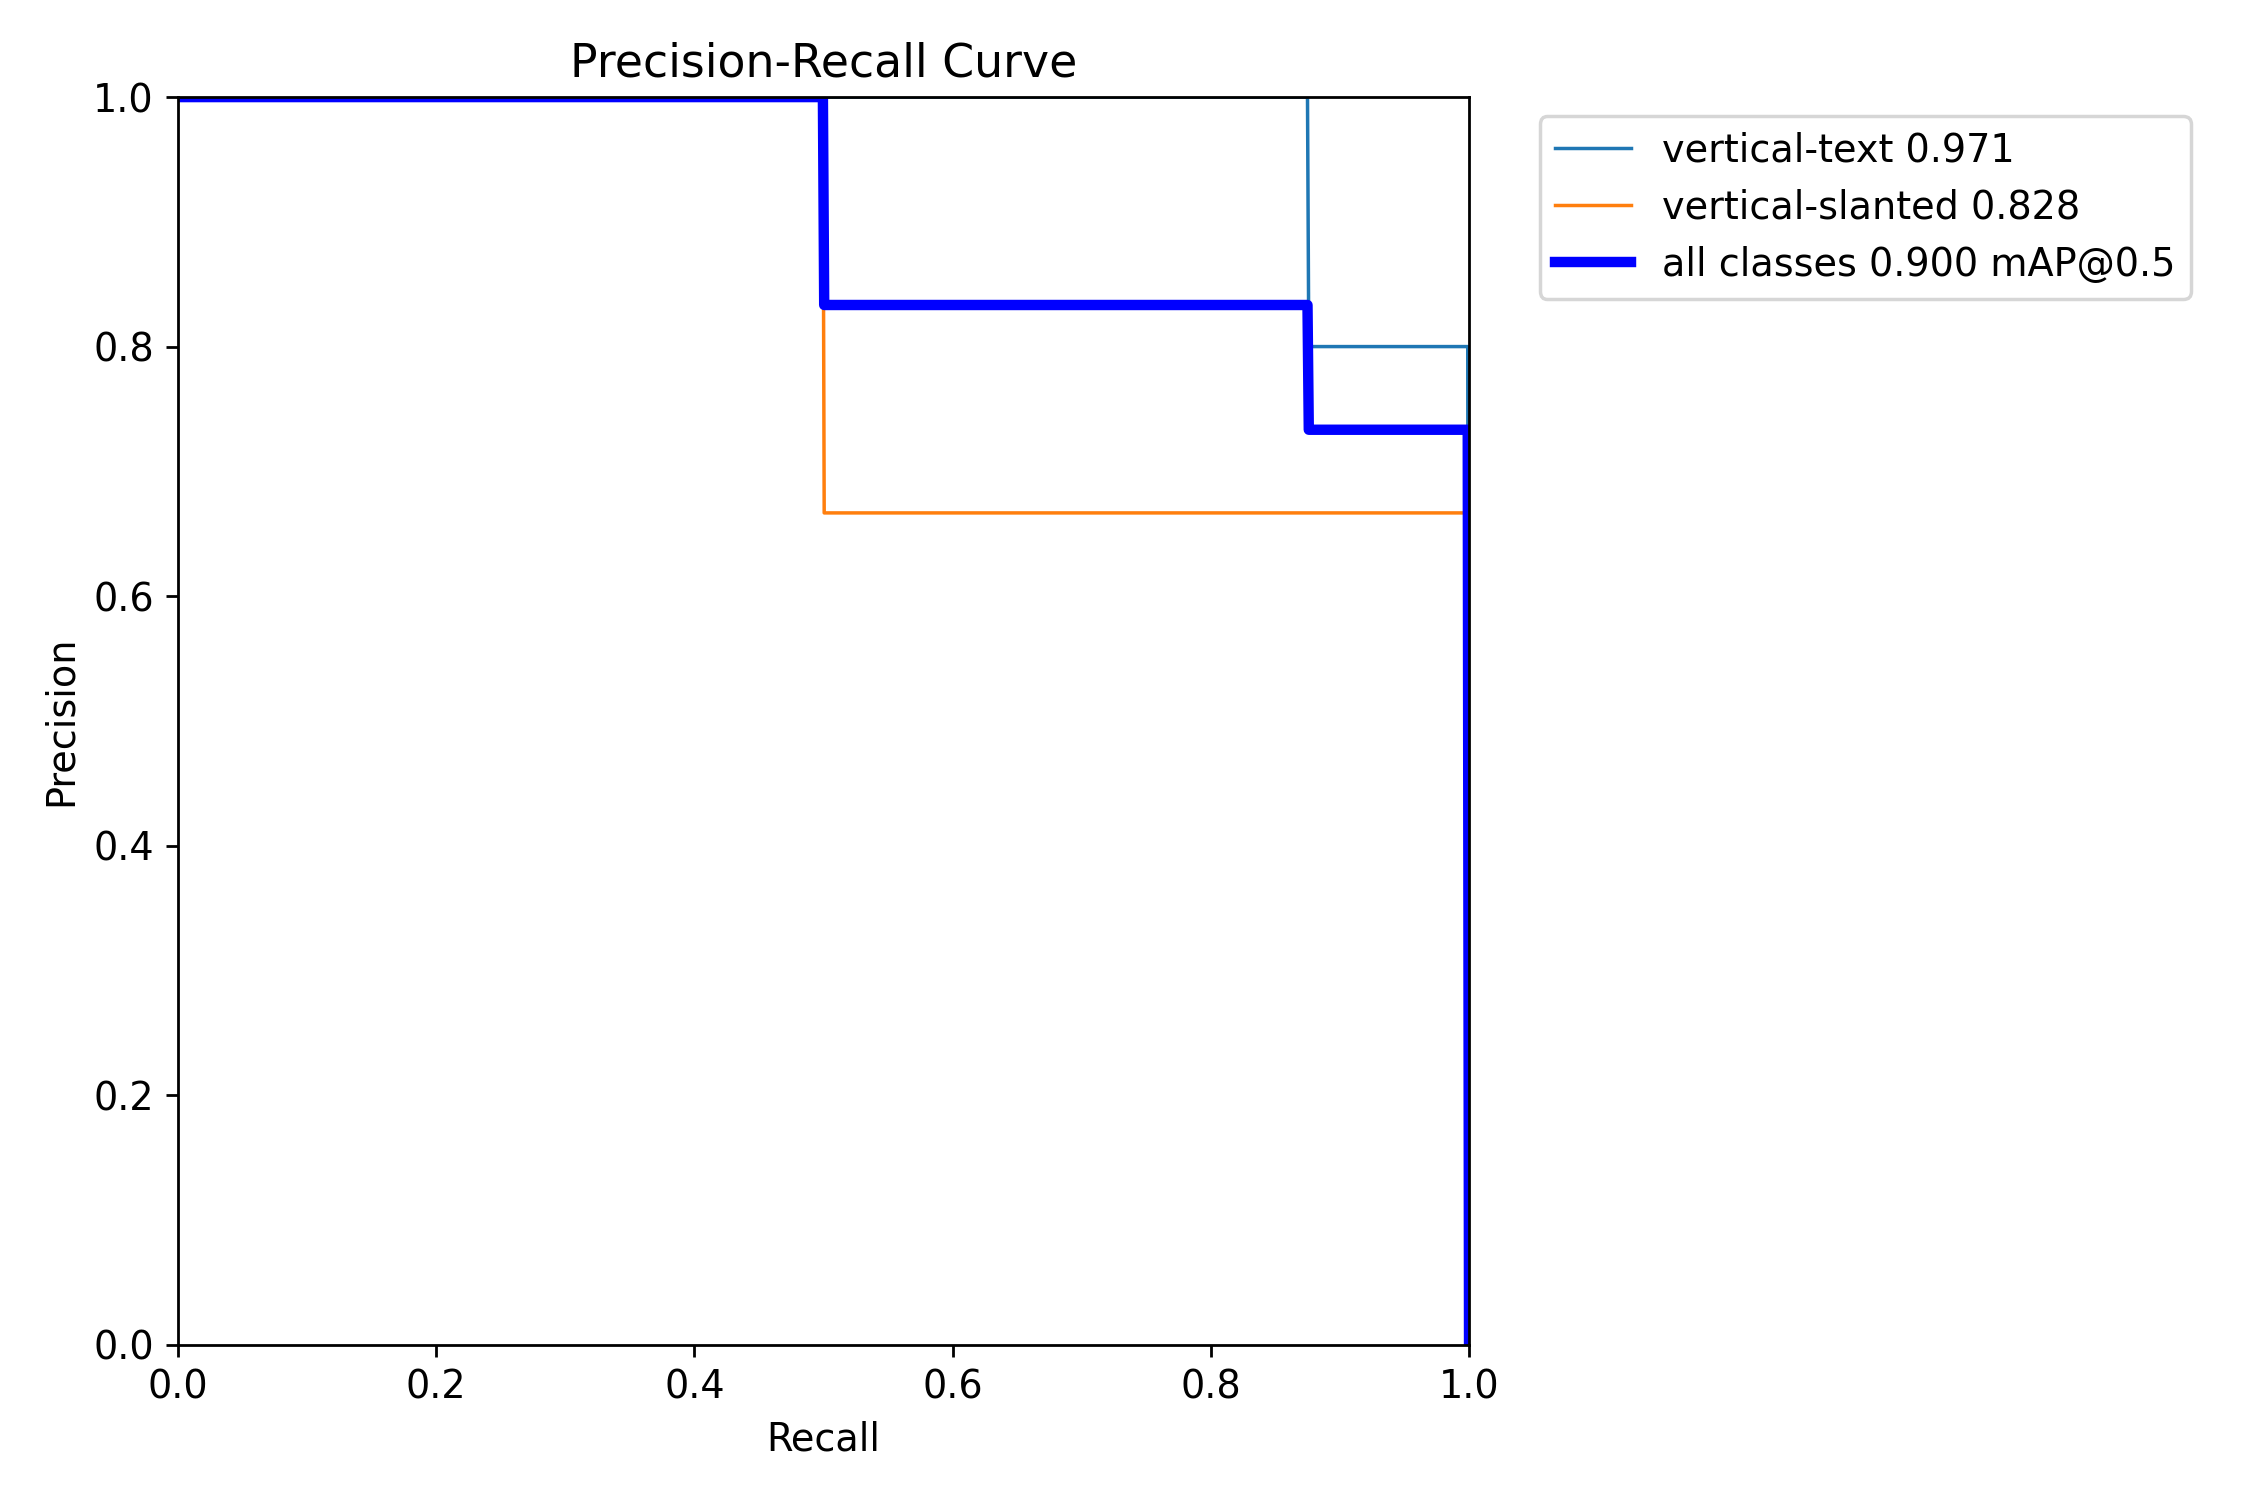 Precision-Recall Curve
1.0
0.8
0.6
0.4
0.2
0.0
Precision
0.0 0.2 0.4 0.6 0.8 1.0
Recall
vertical-text 0.971
vertical-slanted 0.828
all classes 0.900 mAP@0.5